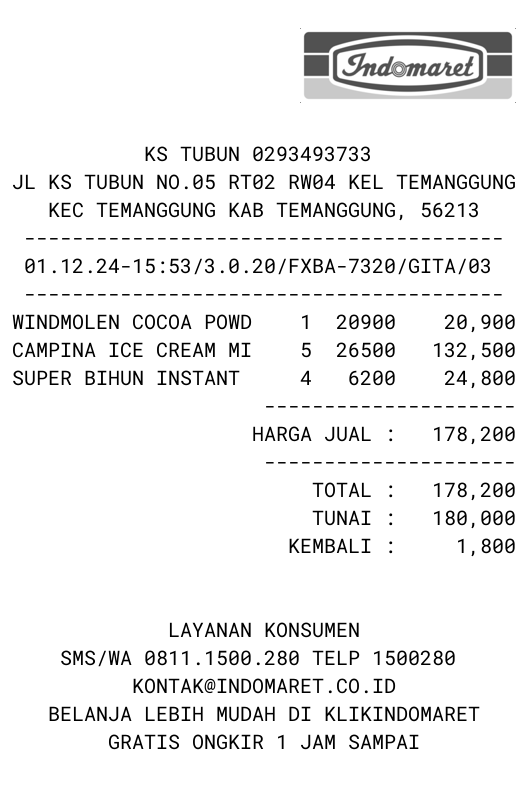 Indomaret
KS TUBUN 0293493733
JL KS TUBUN NO.05 RT02 RW04 KEL TEMANGGUNG
KEC TEMANGGUNG KAB TEMANGGUNG, 56213
-----------------------------------------
01.12.24-15:53/3.0.20/FXBA-7320/GITA/03
-----------------------------------------
WINDMOLEN COCOA POWD 1 20900 20,900
CAMPINA ICE CREAM MI 5 26500 132,500
SUPER BIHUN INSTANT 4 6200 24,800
---------------------
HARGA JUAL : 178,200
---------------------
TOTAL : 178,200
TUNAI : 180,000
KEMBALI : 1,800
LAYANAN KONSUMEN
SMS/WA 0811.1500.280 TELP 1500280
KONTAK@INDOMARET.CO.ID
BELANJA LEBIH MUDAH DI KLIKINDOMARET
GRATIS ONGKIR 1 JAM SAMPAI